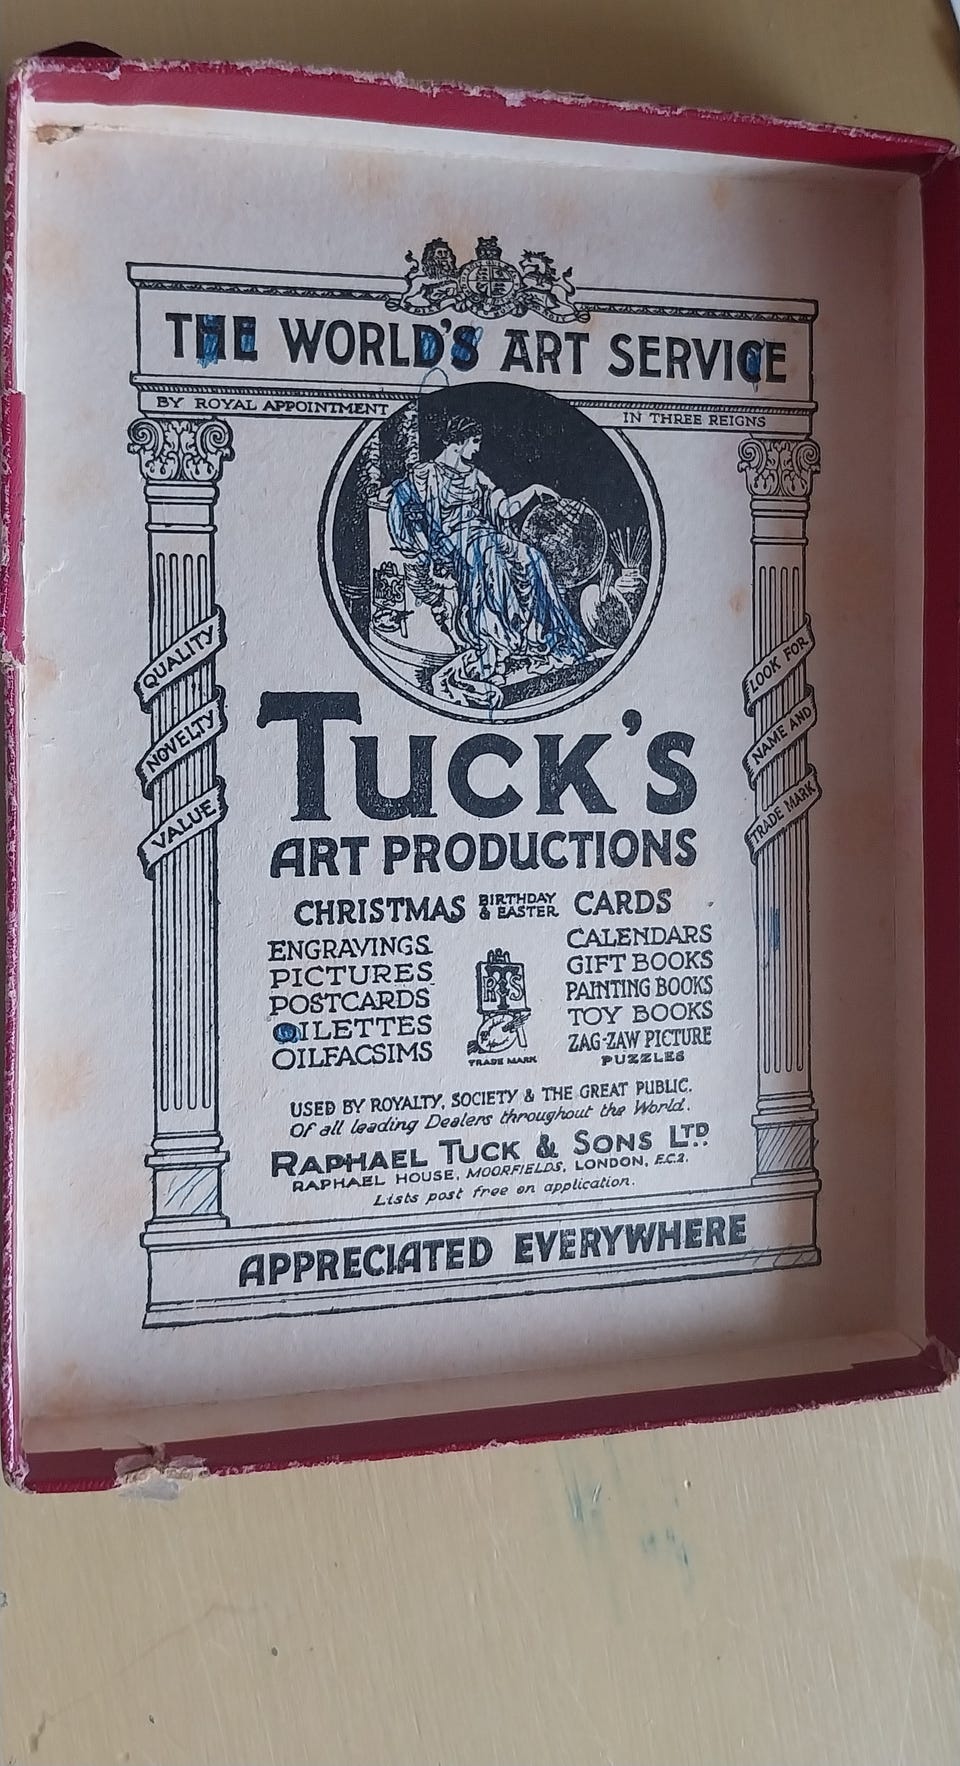 THE WORLD'S ART SERVICE
BY ROYAL APPOINTMENT
IN THREE REIGNS
QUALITY
NOVELTY
VALUE
LOOK FOR
NAME AND
TRADE MARK
TUCK'S
ART PRODUCTIONS
CHRISTMAS BIRTHDAY & EASTER CARDS
ENGRAVINGS
PICTURES
POSTCARDS
OILETTES
OILFACSIMS
R T S
TRADE MARK
CALENDARS
GIFT BOOKS
PAINTING BOOKS
TOY BOOKS
ZAG-ZAW PICTURE
PUZZLES
USED BY ROYALTY, SOCIETY & THE GREAT PUBLIC.
Of all leading Dealers throughout the World.
RAPHAEL TUCK & SONS LTD.
RAPHAEL HOUSE, MOORFIELDS, LONDON, E.C.2.
Lists post free on application.
APPRECIATED EVERYWHERE